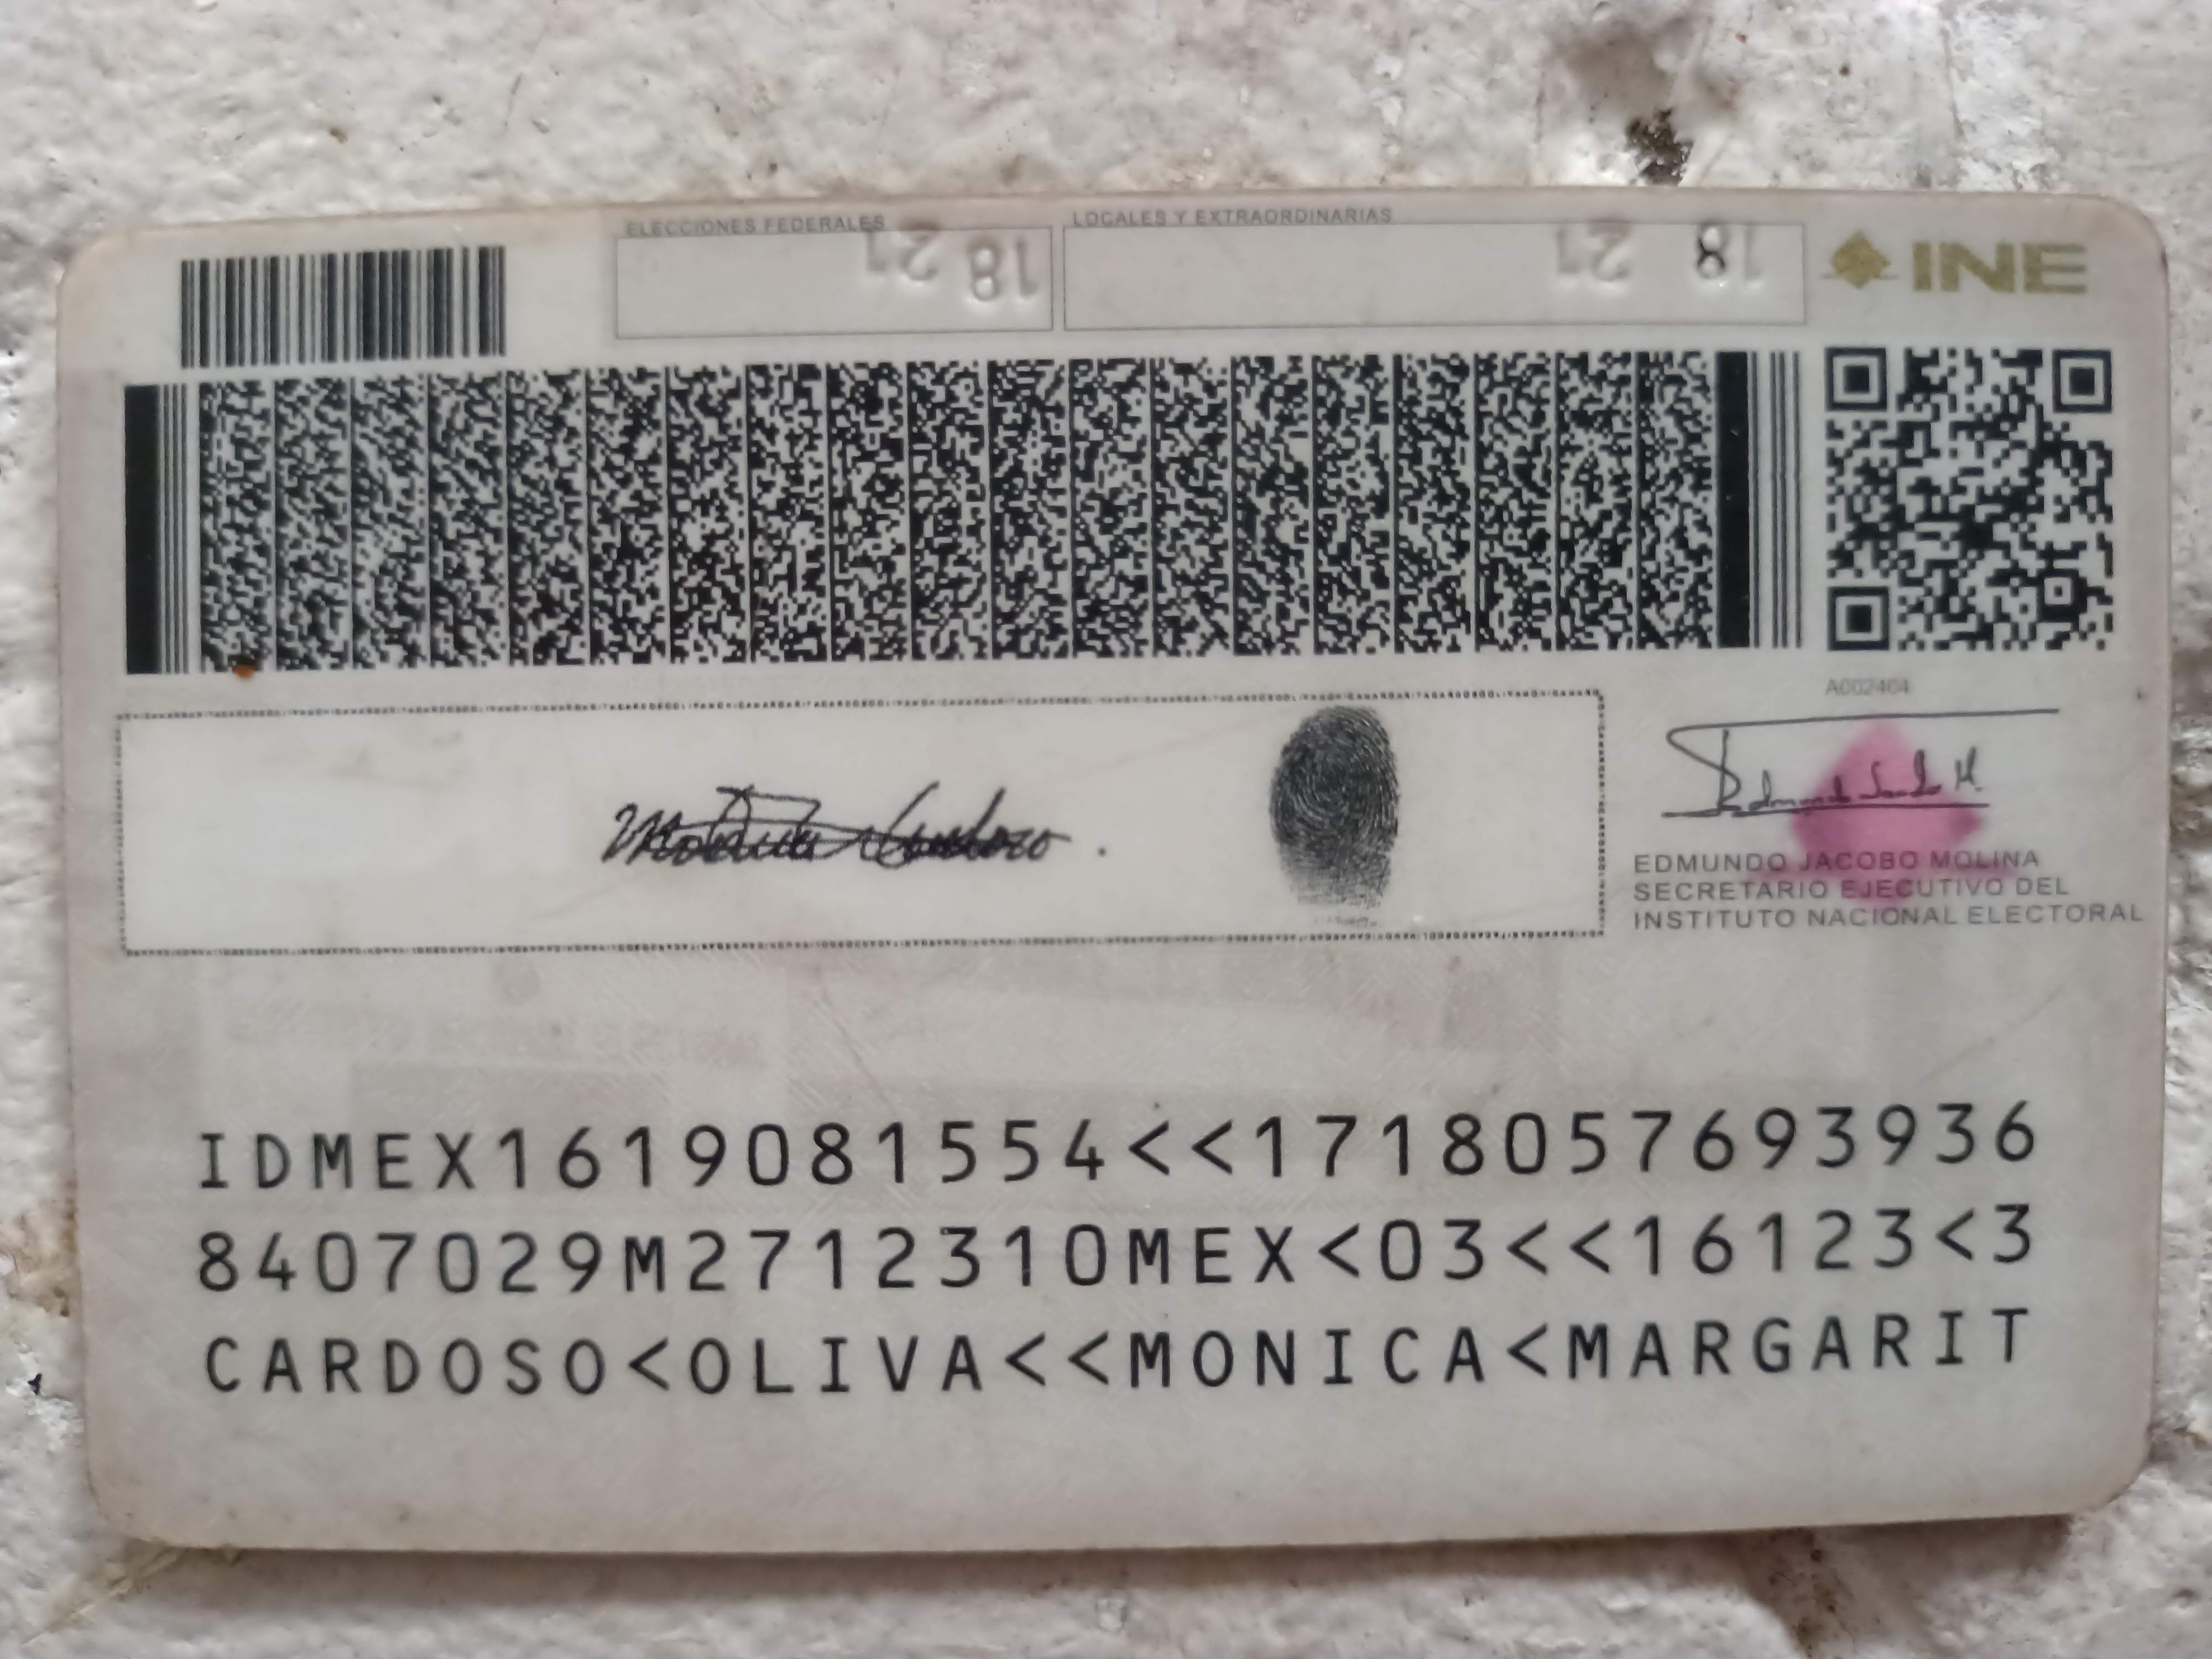 ELECCIONES FEDERALES
LOCALES Y EXTRAORDINARIAS
18 21
18 21
INE
A002464
EDMUNDO JACOBO MOLINA
SECRETARIO EJECUTIVO DEL
INSTITUTO NACIONAL ELECTORAL
IDMEX1619081554<<1718057693936
8407029M2712310MEX<03<<16123<3
CARDOSO<OLIVA<<MONICA<MARGARIT